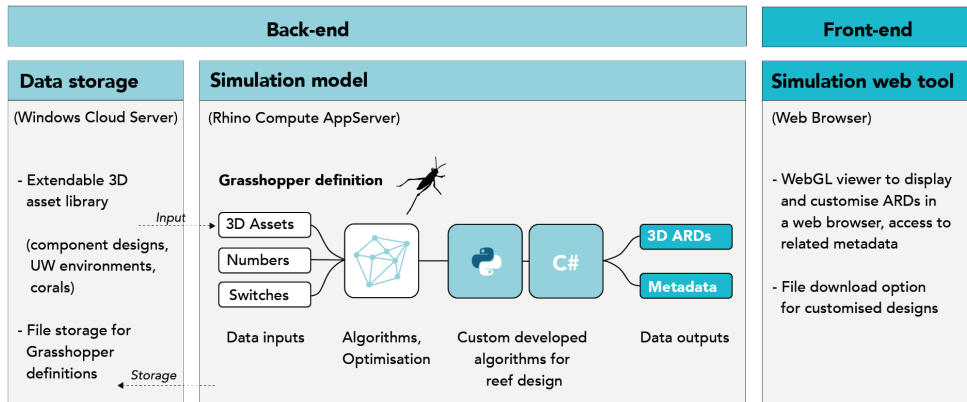 Back-end
Front-end
Data storage
(Windows Cloud Server)
- Extendable 3D
asset library
(component designs,
UW environments,
corals)
- File storage for
Grasshopper
definitions
Input
Storage
Simulation model
(Rhino Compute AppServer)
Grasshopper definition
3D Assets
Numbers
Switches
Data inputs
Algorithms,
Optimisation
C#
Custom developed
algorithms for
reef design
3D ARDs
Metadata
Data outputs
Simulation web tool
(Web Browser)
- WebGL viewer to display
and customise ARDs in
a web browser, access to
related metadata
- File download option
for customised designs